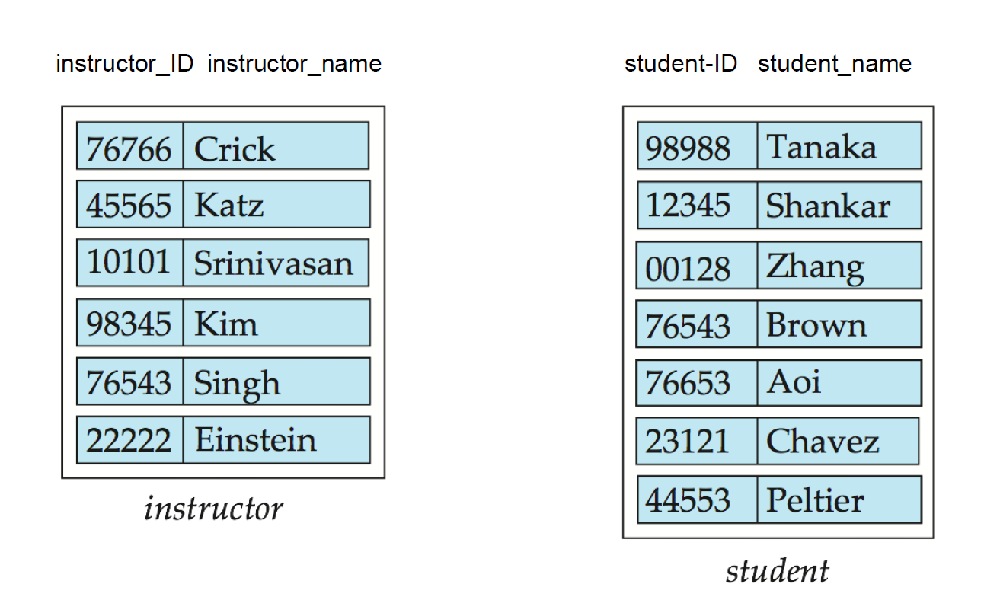 instructor_ID instructor_name
76766 Crick
45565 Katz
10101 Srinivasan
98345 Kim
76543 Singh
22222 Einstein
instructor
student-ID student_name
98988 Tanaka
12345 Shankar
00128 Zhang
76543 Brown
76653 Aoi
23121 Chavez
44553 Peltier
student